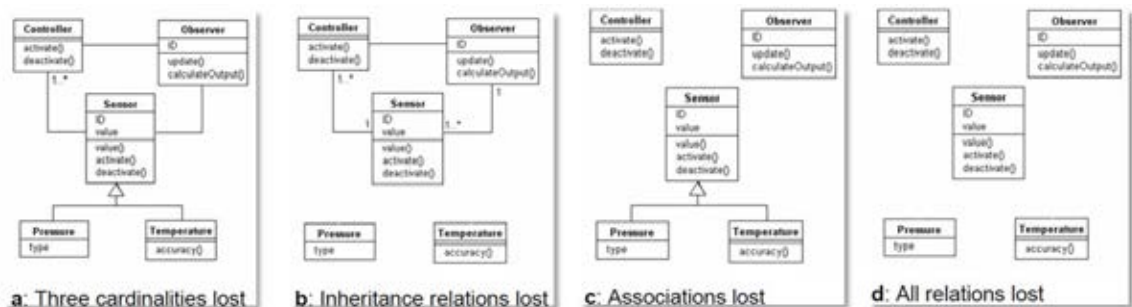 Controller
activate()
deactivate()
Observer
ID
update()
calculateOutput()
1..*
Sensor
ID
value
value()
activate()
deactivate()
Pressure
type
Temperature
accuracy()
a: Three cardinalities lost
Controller
activate()
deactivate()
Observer
ID
update()
calculateOutput()
1..*
1
Sensor
1
1..*
ID
value
value()
activate()
deactivate()
Pressure
type
Temperature
accuracy()
b: Inheritance relations lost
Controller
activate()
deactivate()
Observer
ID
update()
calculateOutput()
Sensor
ID
value
value()
activate()
deactivate()
Pressure
type
Temperature
accuracy()
c: Associations lost
Controller
activate()
deactivate()
Observer
ID
update()
calculateOutput()
Sensor
ID
value
value()
activate()
deactivate()
Pressure
type
Temperature
accuracy()
d: All relations lost